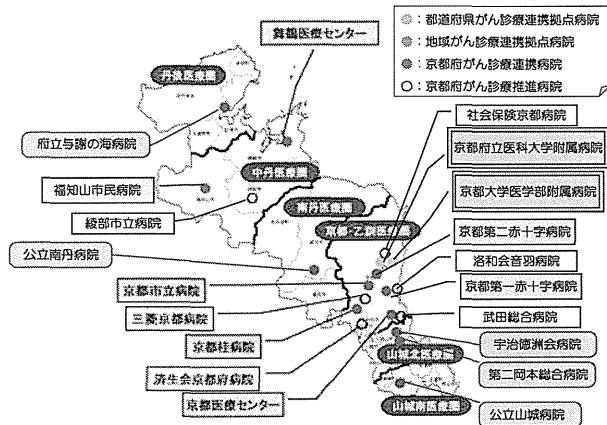 舞鶴医療センター
：都道府県がん診療連携拠点病院
：地域がん診療連携拠点病院
：京都府がん診療連携病院
：京都府がん診療推進病院
丹後医療圏
社会保険京都病院
府立与謝の海病院
京都府立医科大学附属病院
中丹医療圏
福知山市民病院
京都大学医学部附属病院
綾部市立病院
南丹医療圏
京都・乙訓医療圏
京都第二赤十字病院
公立南丹病院
洛和会音羽病院
京都市立病院
京都第一赤十字病院
三菱京都病院
武田総合病院
京都桂病院
宇治徳洲会病院
山城北医療圏
済生会京都府病院
第二岡本総合病院
京都医療センター
山城南医療圏
公立山城病院